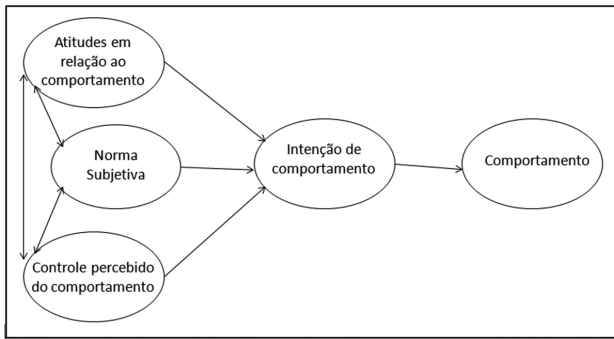 Atitudes em
relação ao
comportamento
Norma
Subjetiva
Controle percebido
do comportamento
Intenção de
comportamento
Comportamento